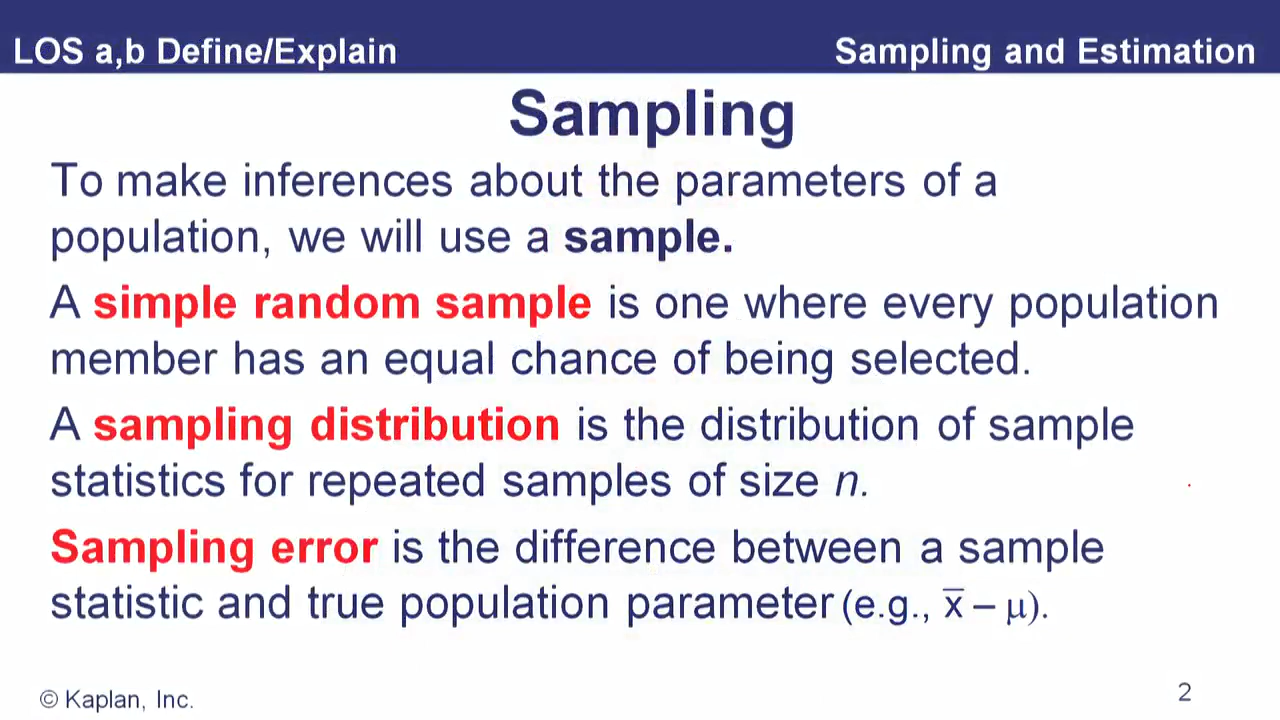 LOS a,b Define/Explain
Sampling and Estimation
Sampling
To make inferences about the parameters of a
population, we will use a sample.
A simple random sample is one where every population
member has an equal chance of being selected.
A sampling distribution is the distribution of sample
statistics for repeated samples of size n.
Sampling error is the difference between a sample
statistic and true population parameter (e.g., x̅ – μ).
© Kaplan, Inc.
2